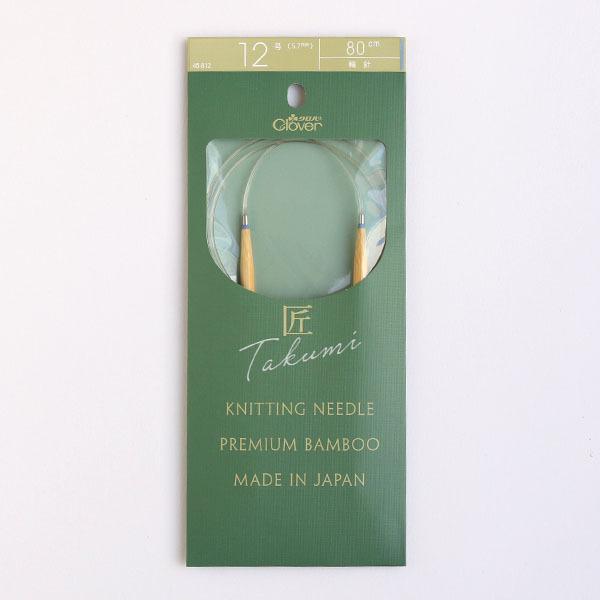 12号 (5.7mm) 80cm
45812 輪針
クロバー
Clover
匠
Takumi
KNITTING NEEDLE
PREMIUM BAMBOO
MADE IN JAPAN